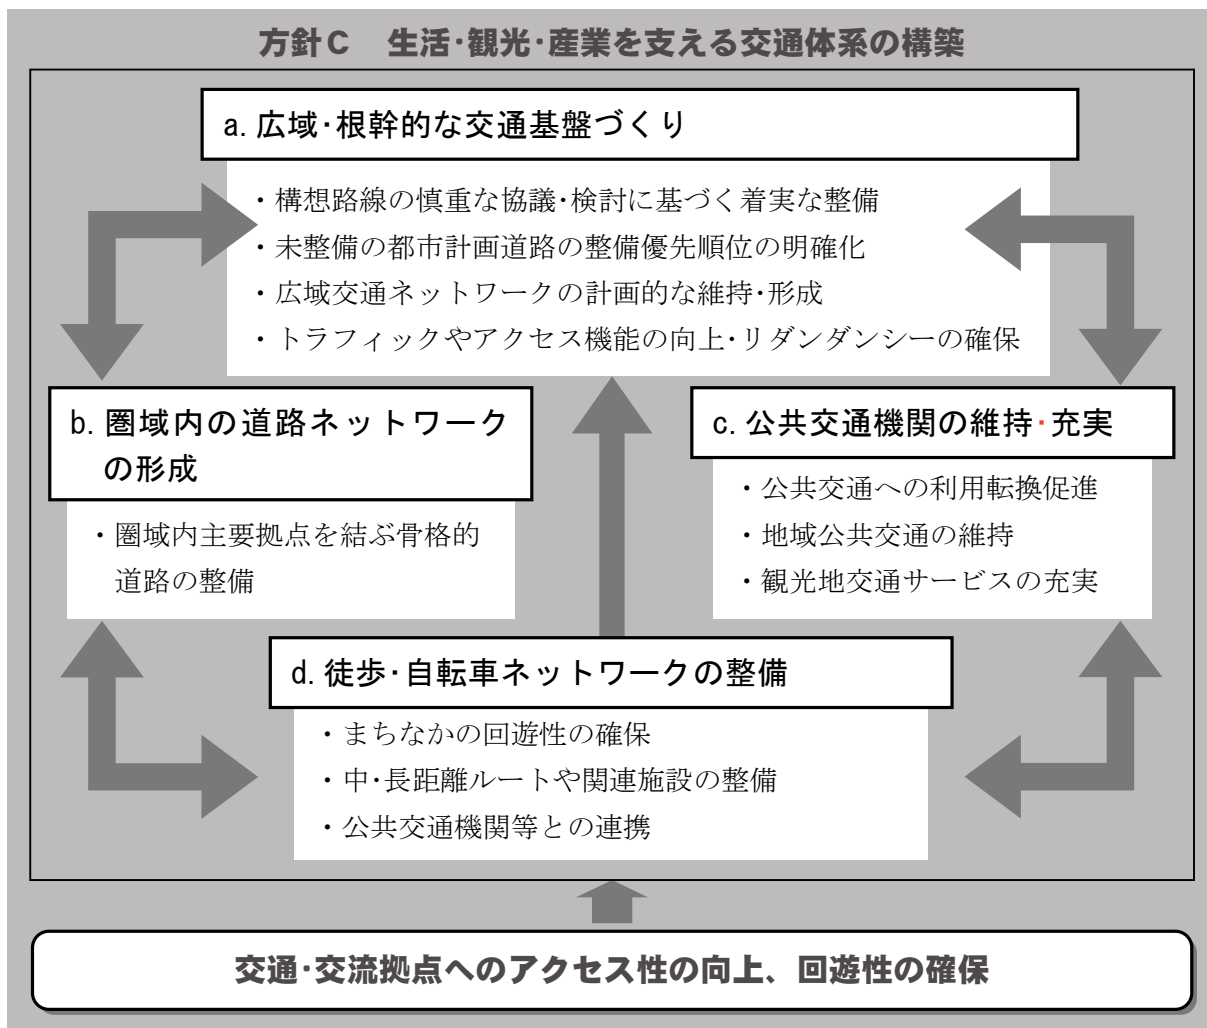 方針C　生活･観光･産業を支える交通体系の構築
a. 広域･根幹的な交通基盤づくり
・構想路線の慎重な協議･検討に基づく着実な整備
・未整備の都市計画道路の整備優先順位の明確化
・広域交通ネットワークの計画的な維持･形成
・トラフィックやアクセス機能の向上･リダンダンシーの確保
b. 圏域内の道路ネットワーク
の形成
・圏域内主要拠点を結ぶ骨格的
道路の整備
c. 公共交通機関の維持･充実
・公共交通への利用転換促進
・地域公共交通の維持
・観光地交通サービスの充実
d. 徒歩･自転車ネットワークの整備
・まちなかの回遊性の確保
・中･長距離ルートや関連施設の整備
・公共交通機関等との連携
交通･交流拠点へのアクセス性の向上、回遊性の確保